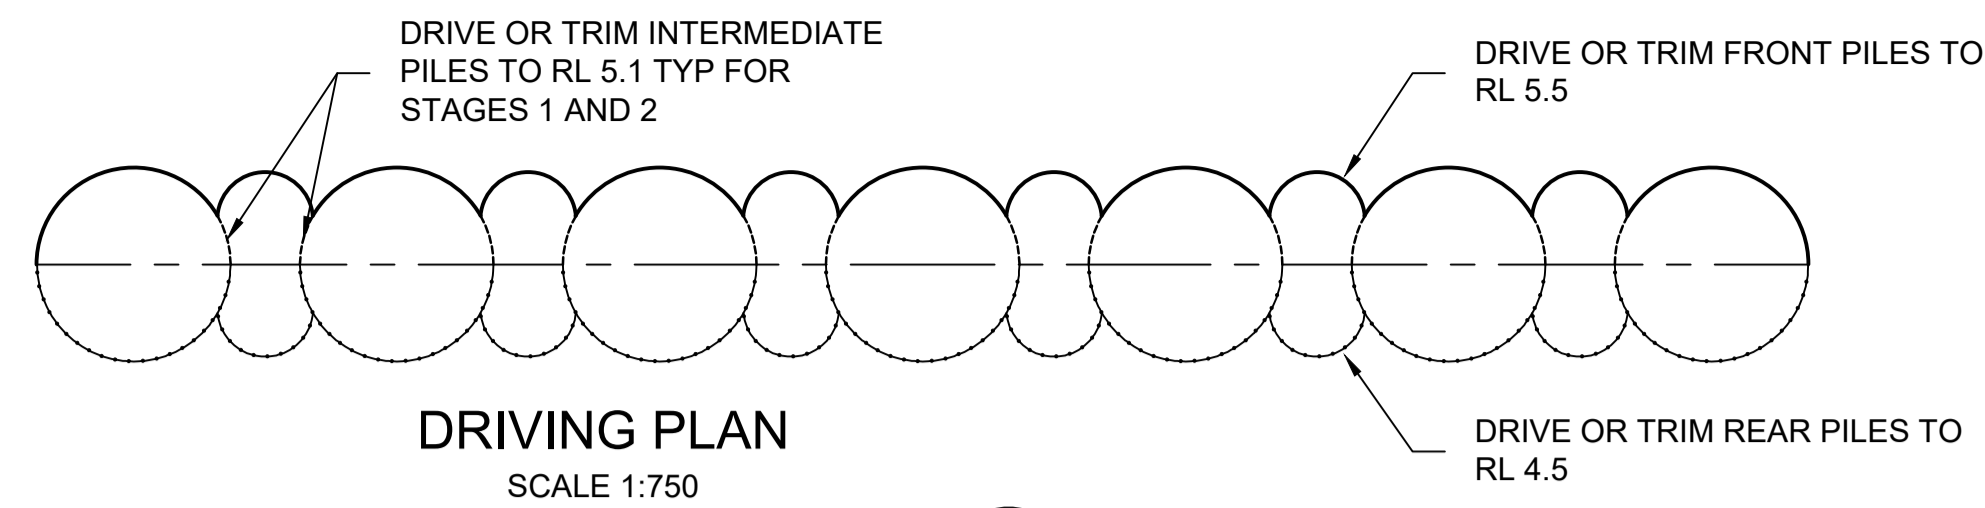 DRIVE OR TRIM INTERMEDIATE
PILES TO RL 5.1 TYP FOR
STAGES 1 AND 2
DRIVE OR TRIM FRONT PILES TO
RL 5.5
DRIVE OR TRIM REAR PILES TO
RL 4.5
DRIVING PLAN
SCALE 1:750